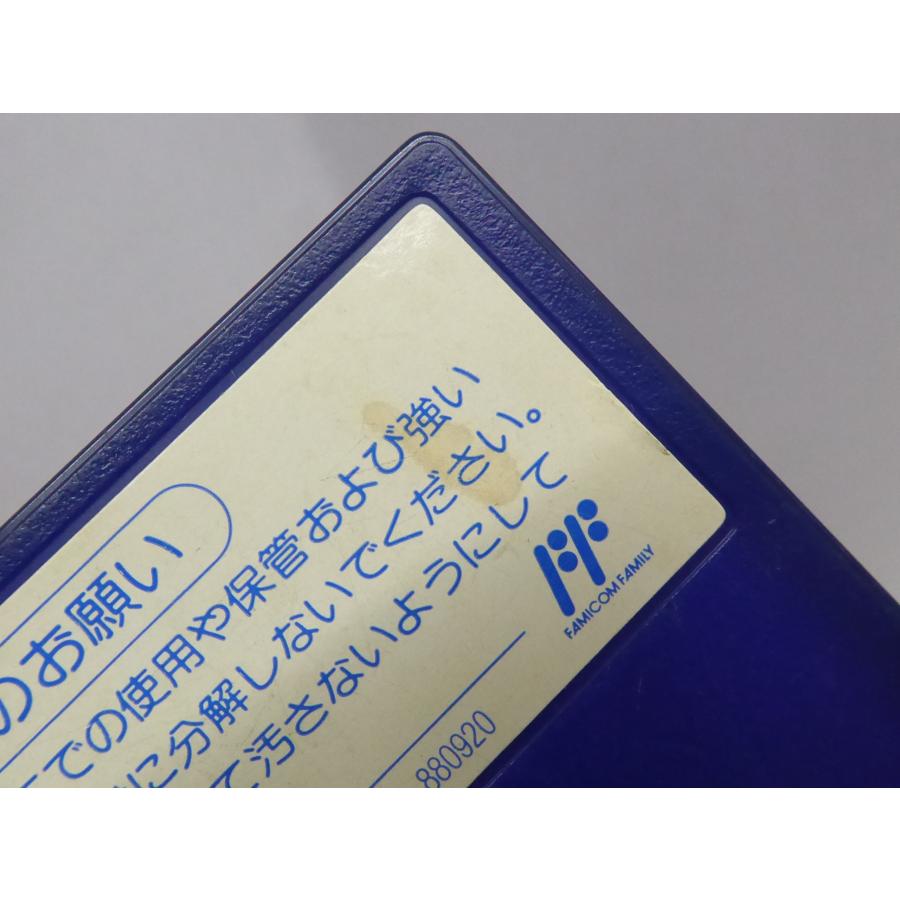 のお願い
での使用や保管および強い
に分解しないでください。
て汚さないようにして
880920
FAMICOM FAMILY